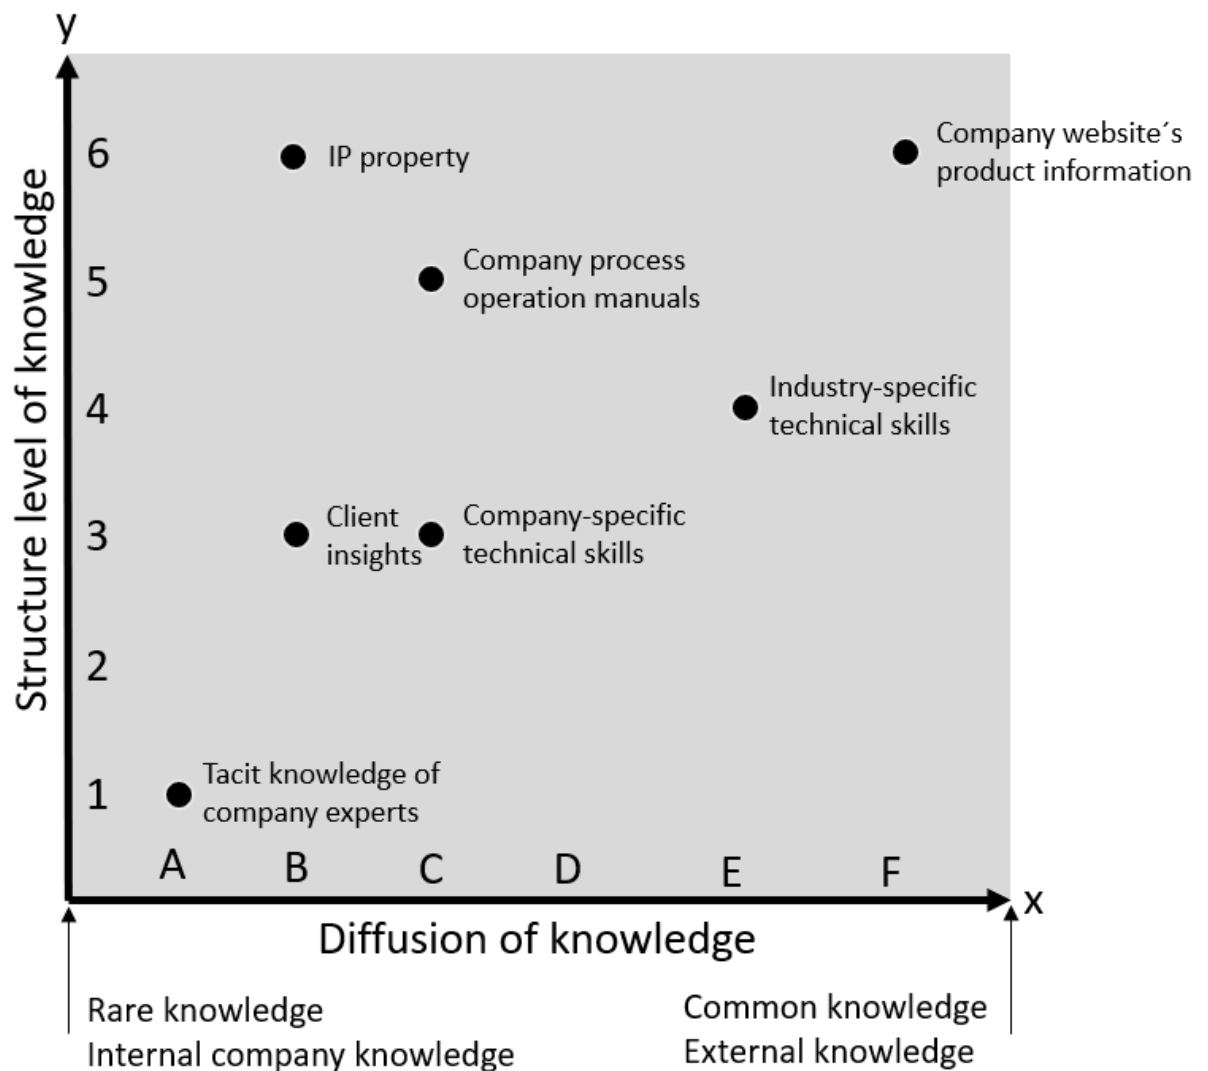 y
6
IP property
Company website´s
product information
5
Company process
operation manuals
4
Industry-specific
technical skills
3
Client
insights
Company-specific
technical skills
2
1
Tacit knowledge of
company experts
Structure level of knowledge
A B C D E F
x
Diffusion of knowledge
Rare knowledge
Internal company knowledge
Common knowledge
External knowledge